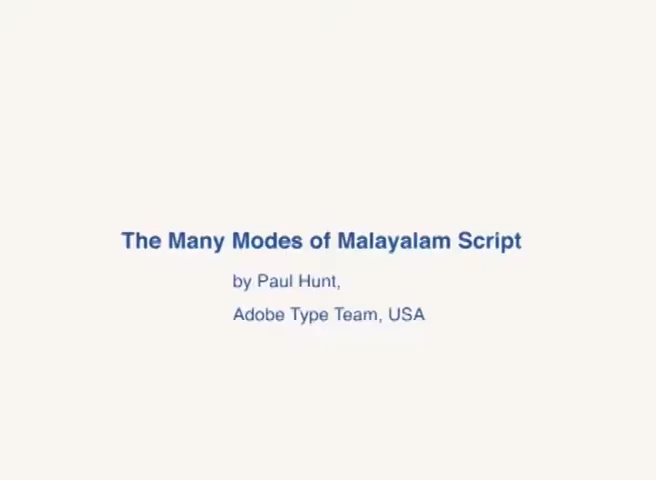 The Many Modes of Malayalam Script
by Paul Hunt,
Adobe Type Team, USA